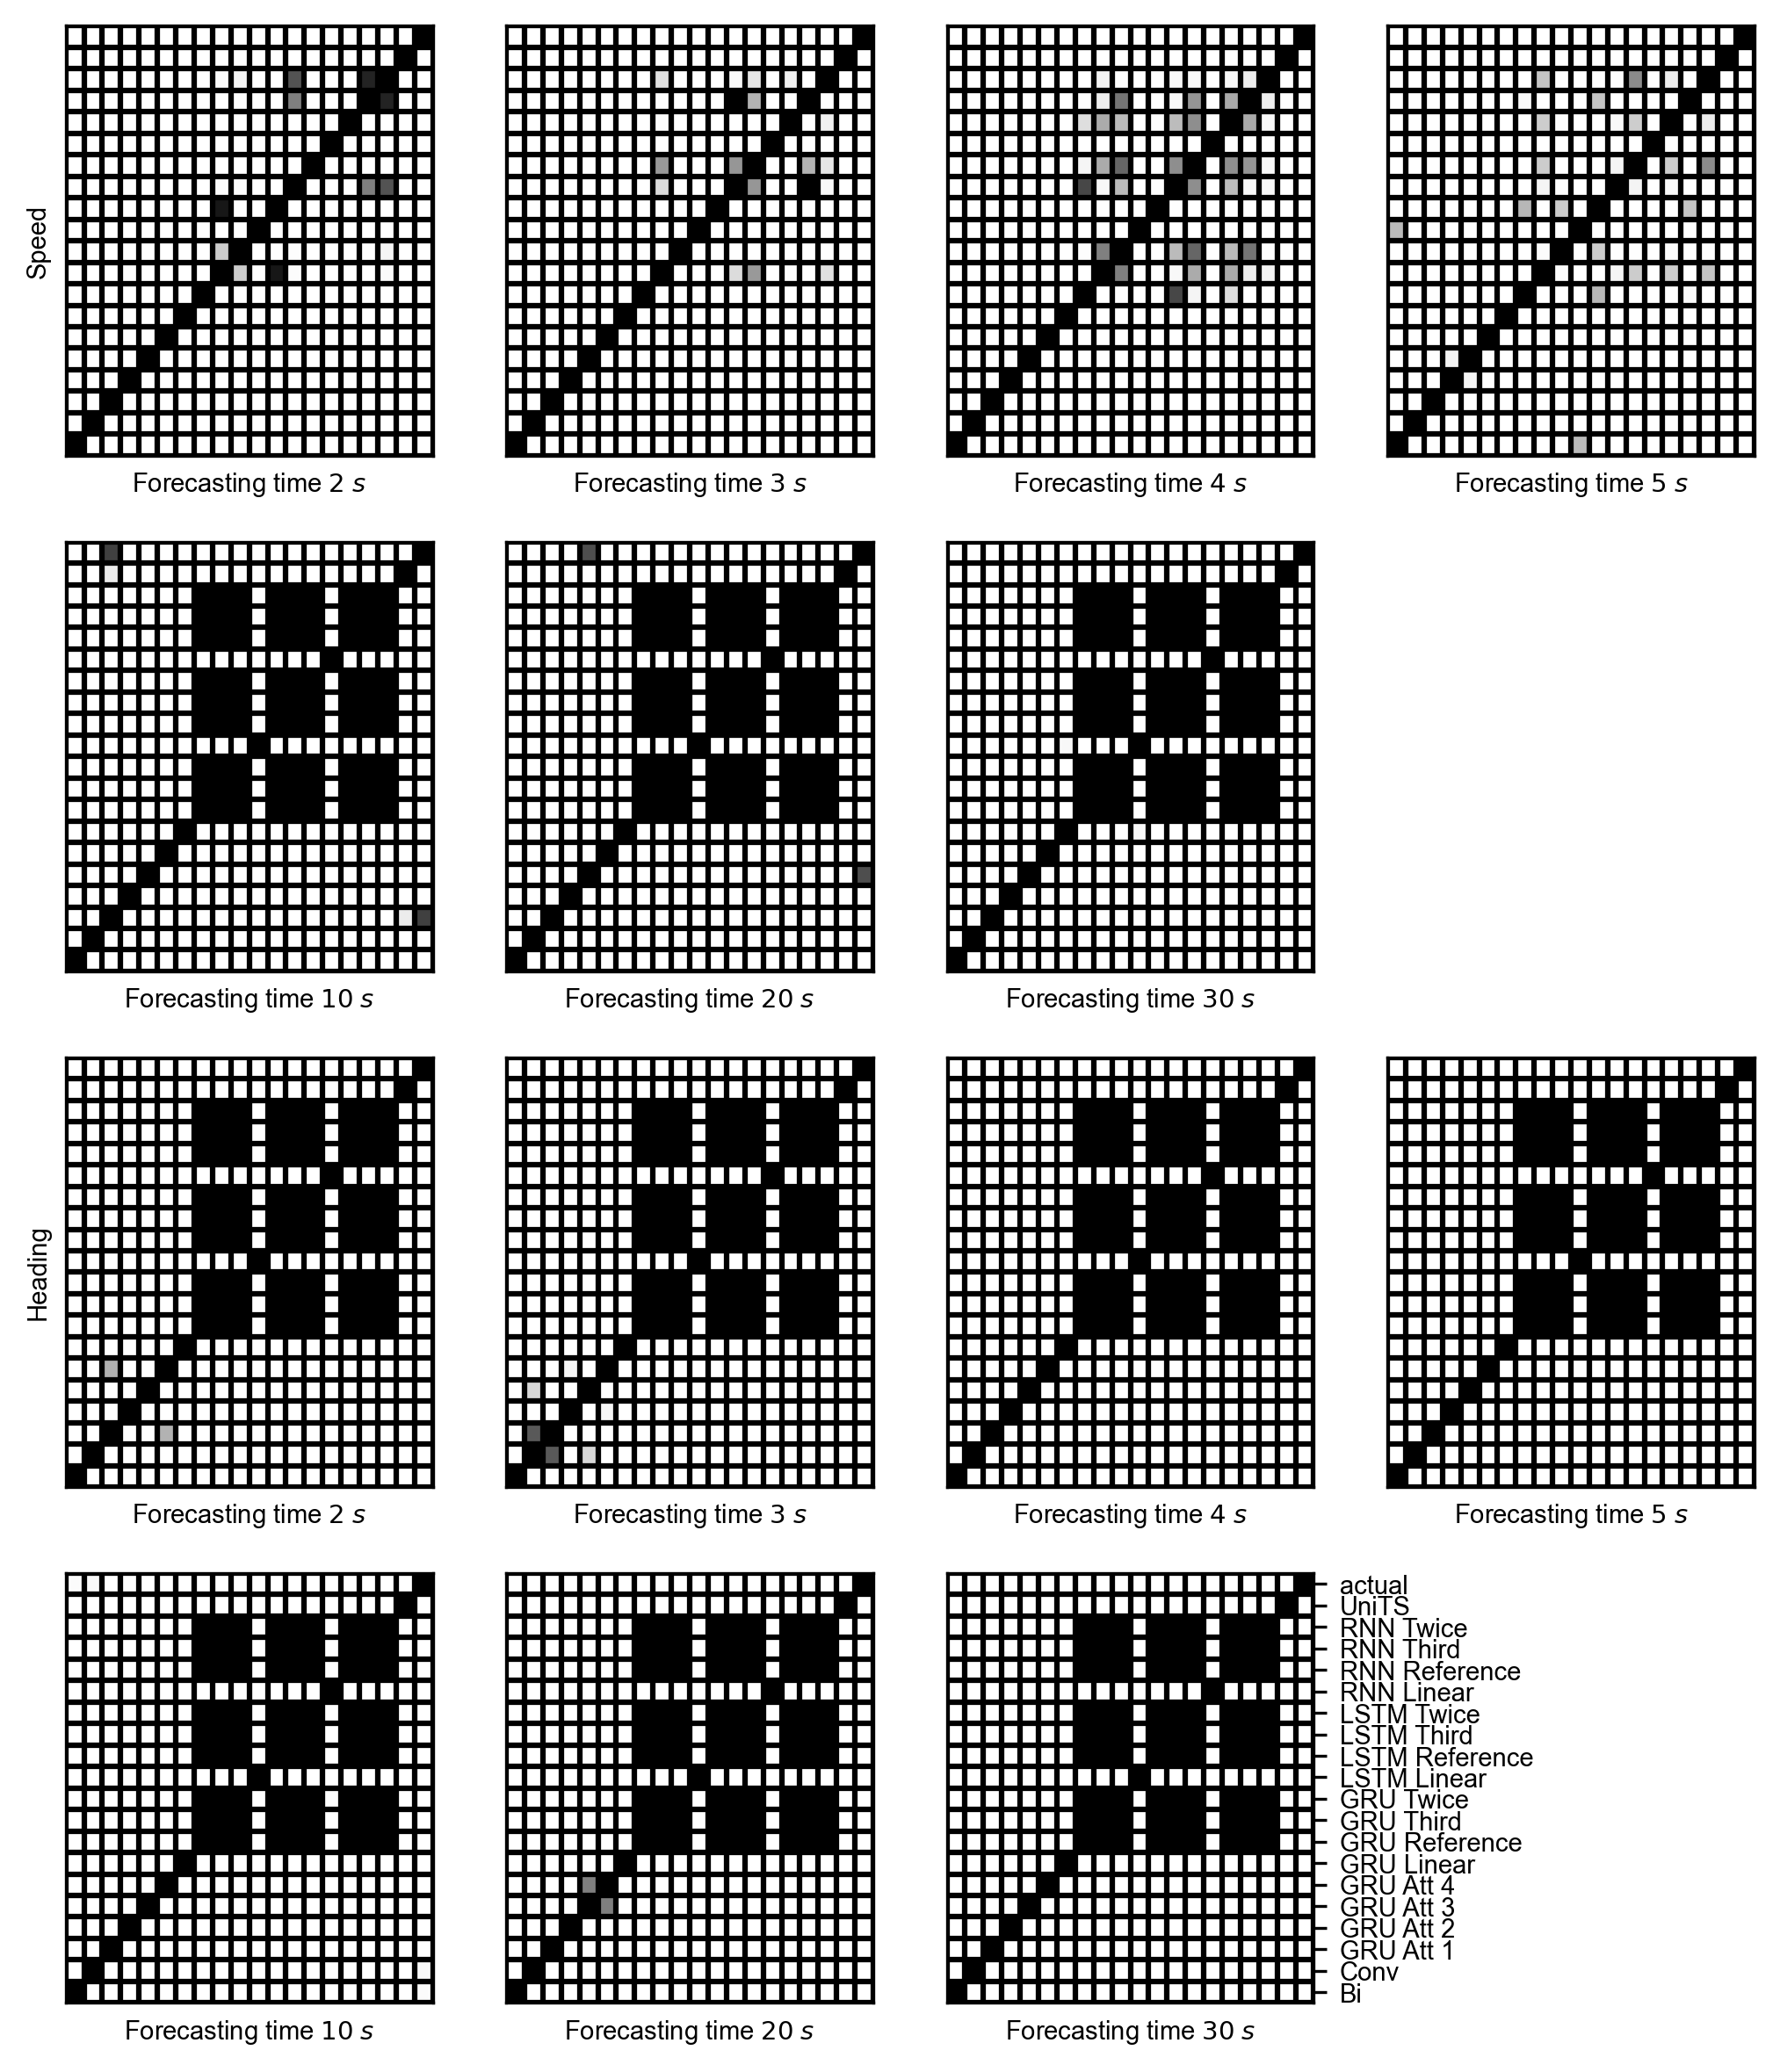 Speed
Forecasting time 2 s
Forecasting time 3 s
Forecasting time 4 s
Forecasting time 5 s
Forecasting time 10 s
Forecasting time 20 s
Forecasting time 30 s
Heading
Forecasting time 2 s
Forecasting time 3 s
Forecasting time 4 s
Forecasting time 5 s
actual
UniTS
RNN Twice
RNN Third
RNN Reference
RNN Linear
LSTM Twice
LSTM Third
LSTM Reference
LSTM Linear
GRU Twice
GRU Third
GRU Reference
GRU Linear
GRU Att 4
GRU Att 3
GRU Att 2
GRU Att 1
Conv
Bi
Forecasting time 10 s
Forecasting time 20 s
Forecasting time 30 s